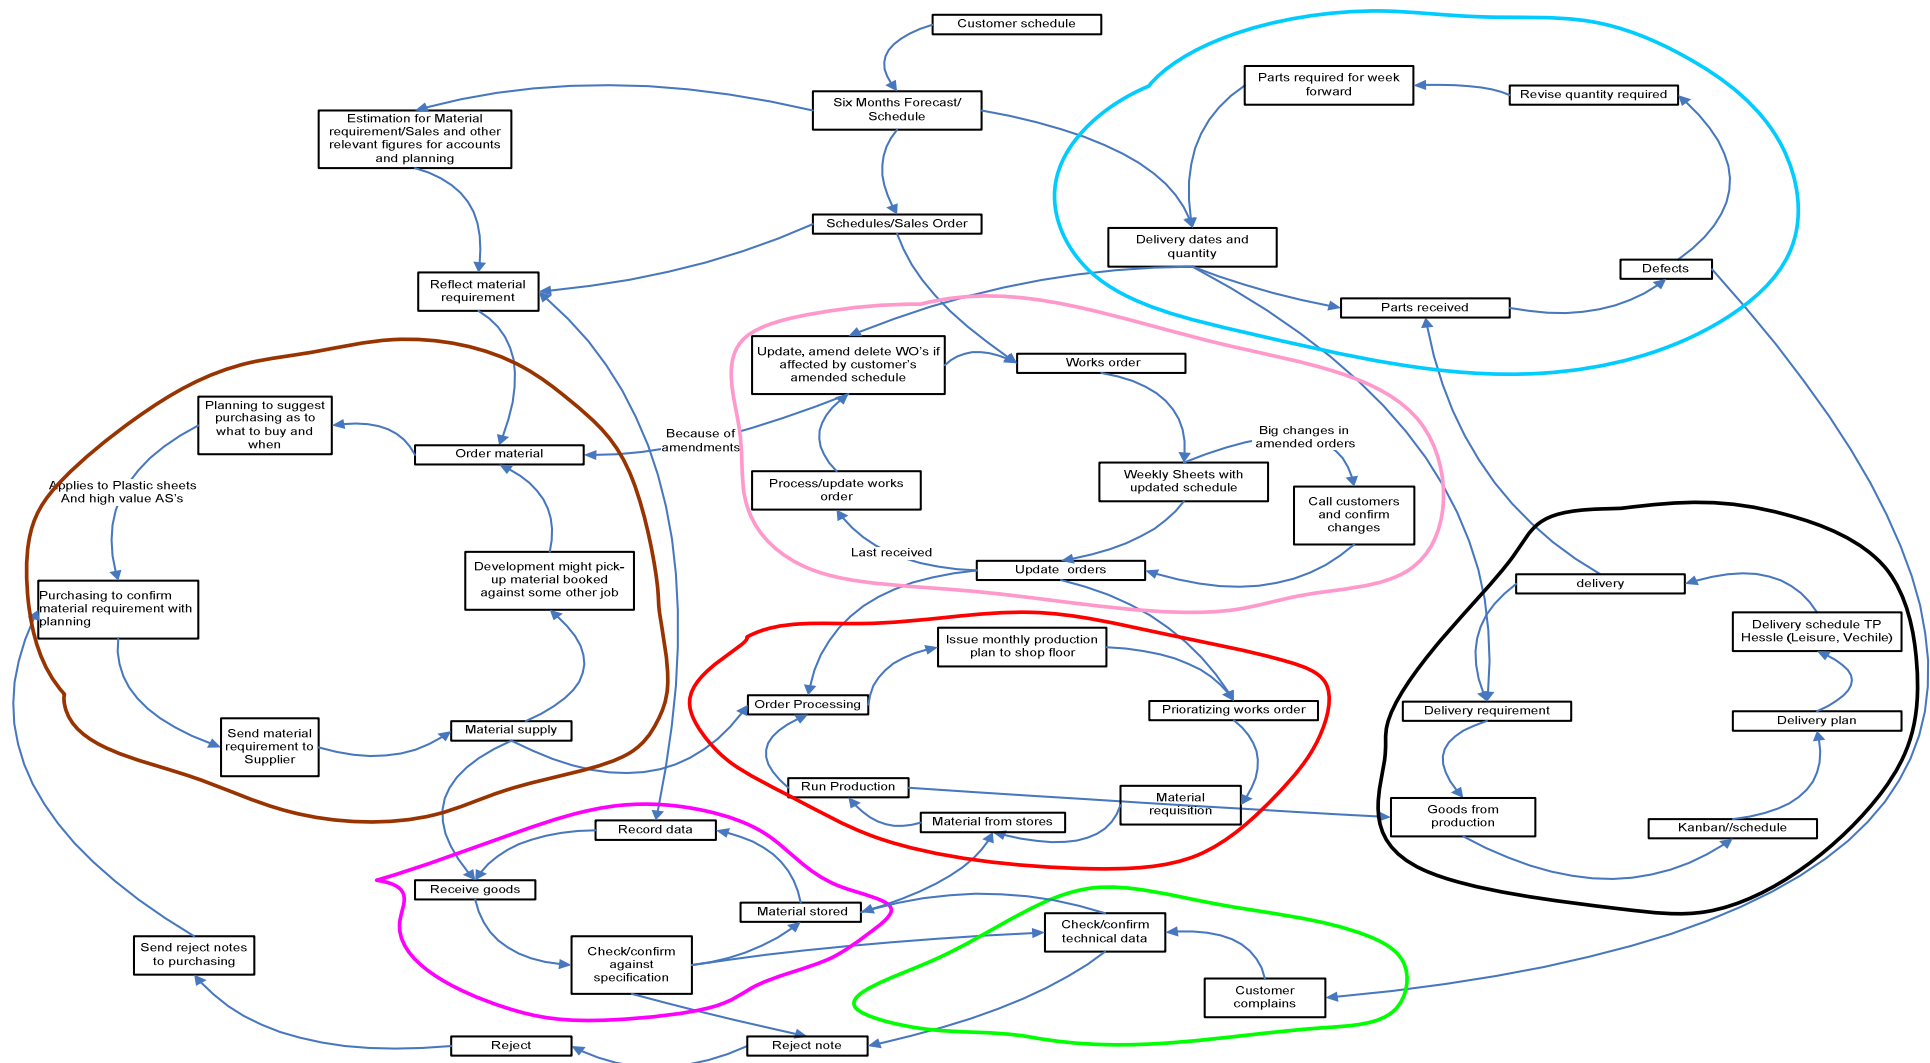 Customer schedule
Parts required for week
forward
Revise quantity required
Six Months Forecast/
Schedule
Estimation for Material
requirement/Sales and other
relevant figures for accounts
and planning
Schedules/Sales Order
Delivery dates and
quantity
Defects
Reflect material
requirement
Parts received
Update, amend delete WO's if
affected by customer's
amended schedule
Works order
Planning to suggest
purchasing as to
what to buy and
when
Because of
amendments
Big changes in
amended orders
Order material
Applies to Plastic sheets
And high value AS's
Process/update works
order
Weekly Sheets with
updated schedule
Call customers
and confirm
changes
Last received
Update orders
Development might pick-
up material booked
against some other job
delivery
Purchasing to confirm
material requirement with
planning
Delivery schedule TP
Hessle (Leisure, Vechile)
Issue monthly production
plan to shop floor
Order Processing
Prioratizing works order
Delivery requirement
Delivery plan
Send material
requirement to
Supplier
Material supply
Run Production
Material
requisition
Goods from
production
Material from stores
Kanban//schedule
Record data
Receive goods
Material stored
Check/confirm
technical data
Send reject notes
to purchasing
Check/confirm
against
specification
Customer
complains
Reject
Reject note